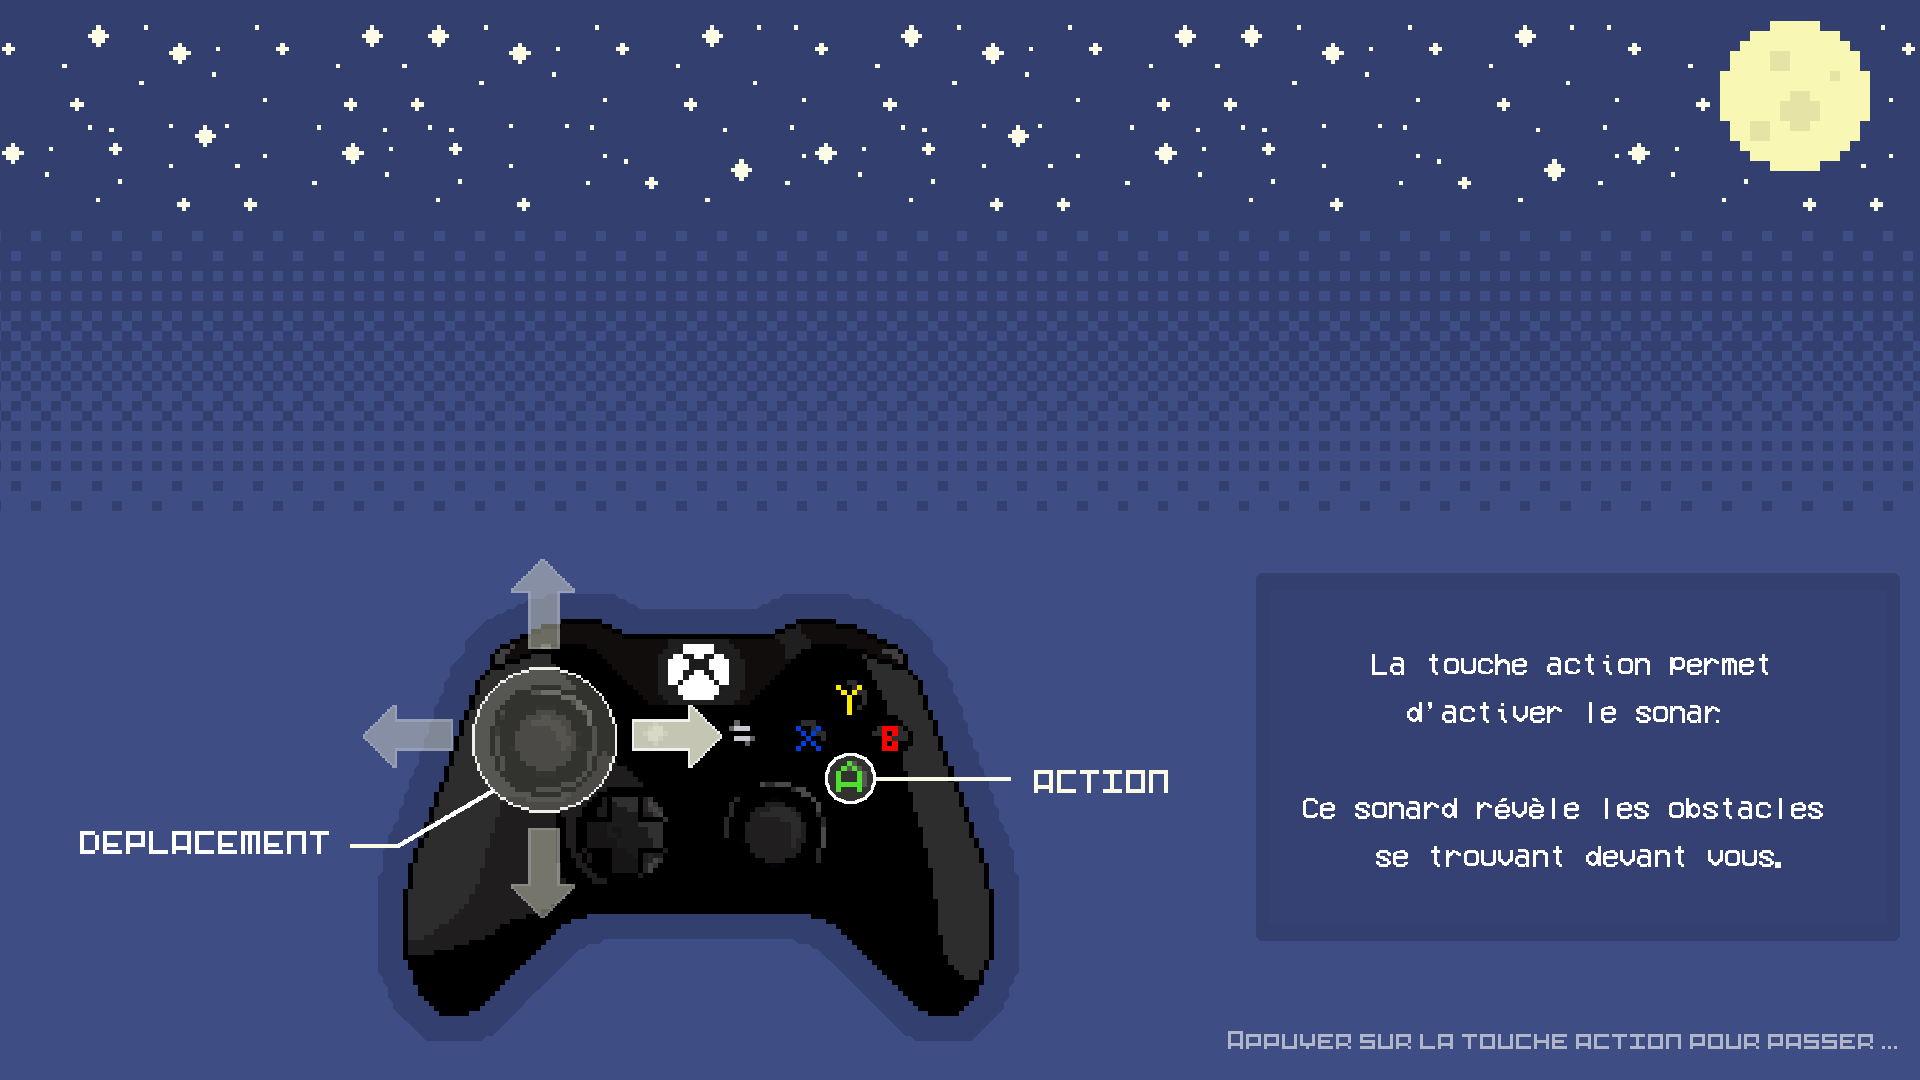 Y
X
B
A
ACTION
DEPLACEMENT
La touche action permet
d'activer le sonar.
Ce sonard révèle les obstacles
se trouvant devant vous.
Appuyer sur la touche action pour passer ...